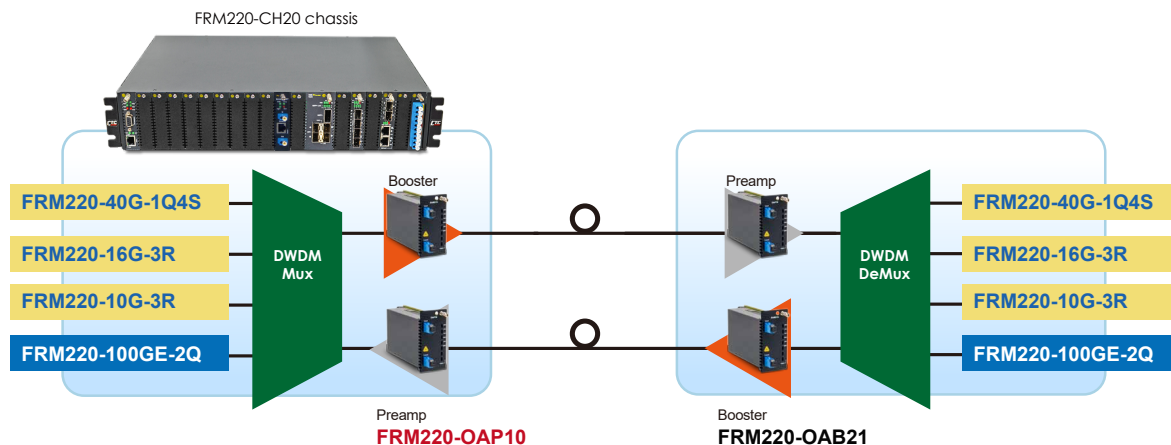 FRM220-CH20 chassis
CTC
CTC
Booster
Preamp
FRM220-40G-1Q4S
FRM220-16G-3R
FRM220-10G-3R
FRM220-100GE-2Q
DWDM
Mux
DWDM
DeMux
FRM220-40G-1Q4S
FRM220-16G-3R
FRM220-10G-3R
FRM220-100GE-2Q
Preamp
FRM220-OAP10
Booster
FRM220-OAB21